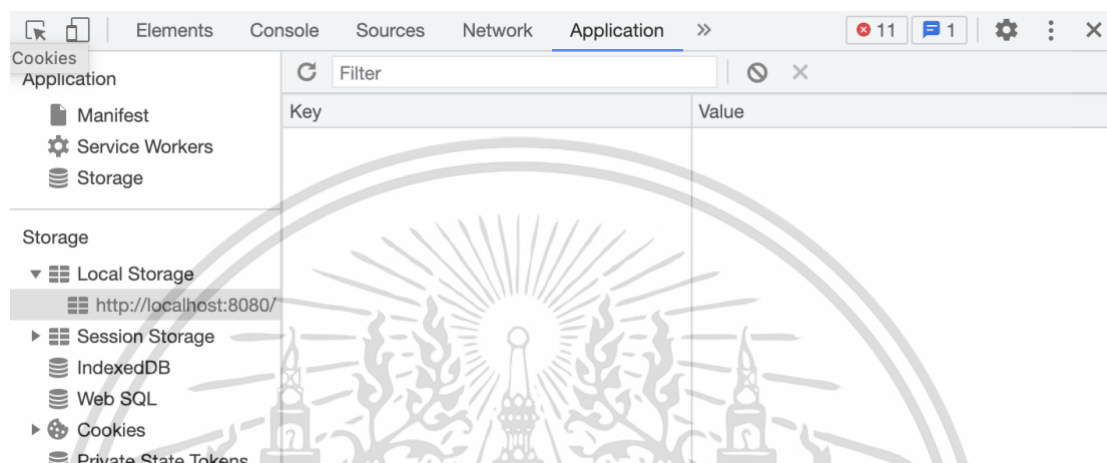 Elements Console Sources Network Application » 11 1
Cookies
Application
Filter
Manifest
Service Workers
Storage
Key Value
Storage
Local Storage
http://localhost:8080/
Session Storage
IndexedDB
Web SQL
Cookies
Private State Tokens